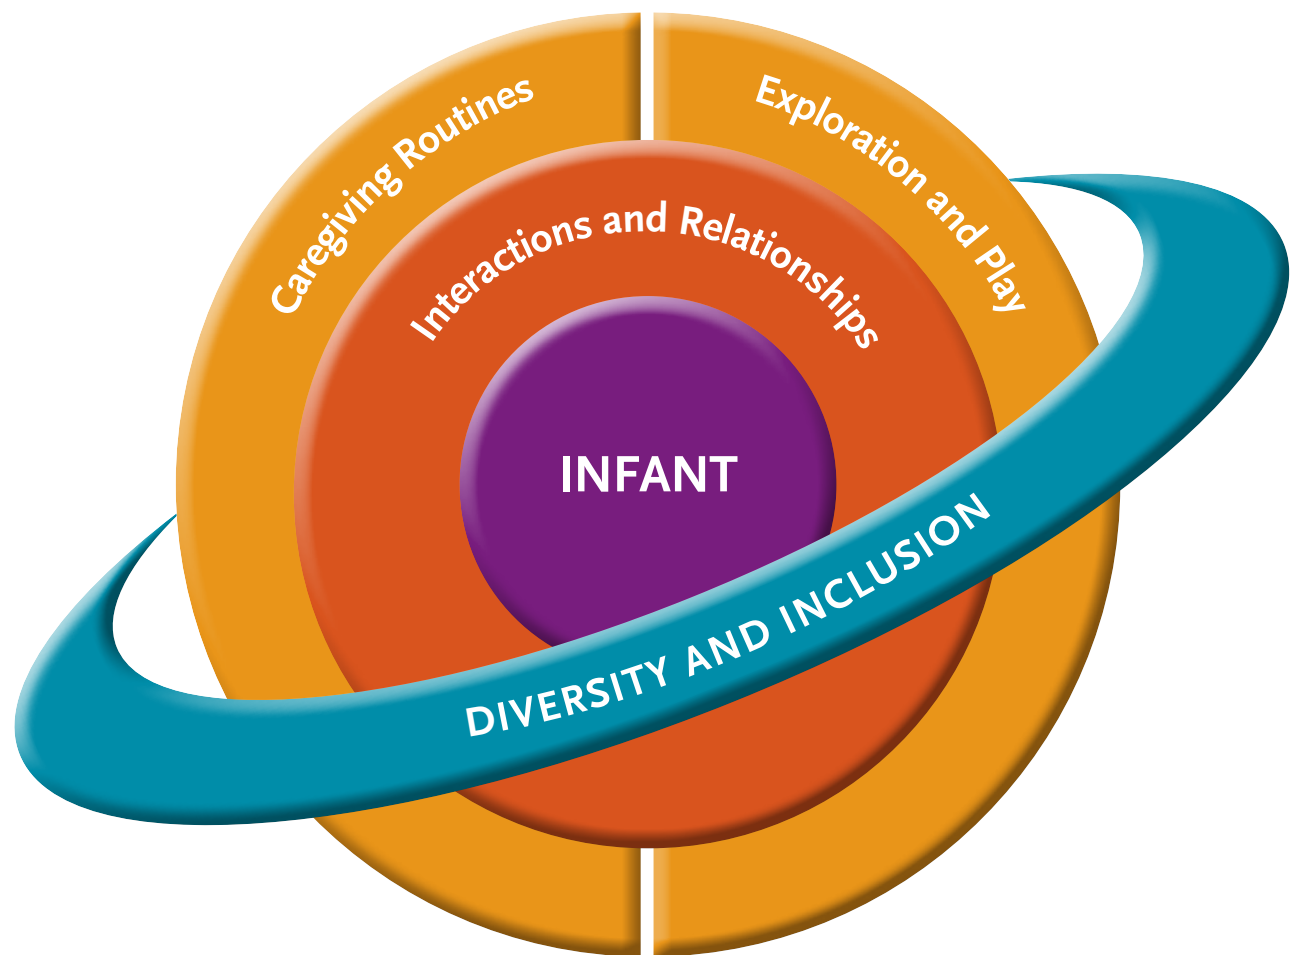 Caregiving Routines
Exploration and Play
Interactions and Relationships
INFANT
DIVERSITY AND INCLUSION